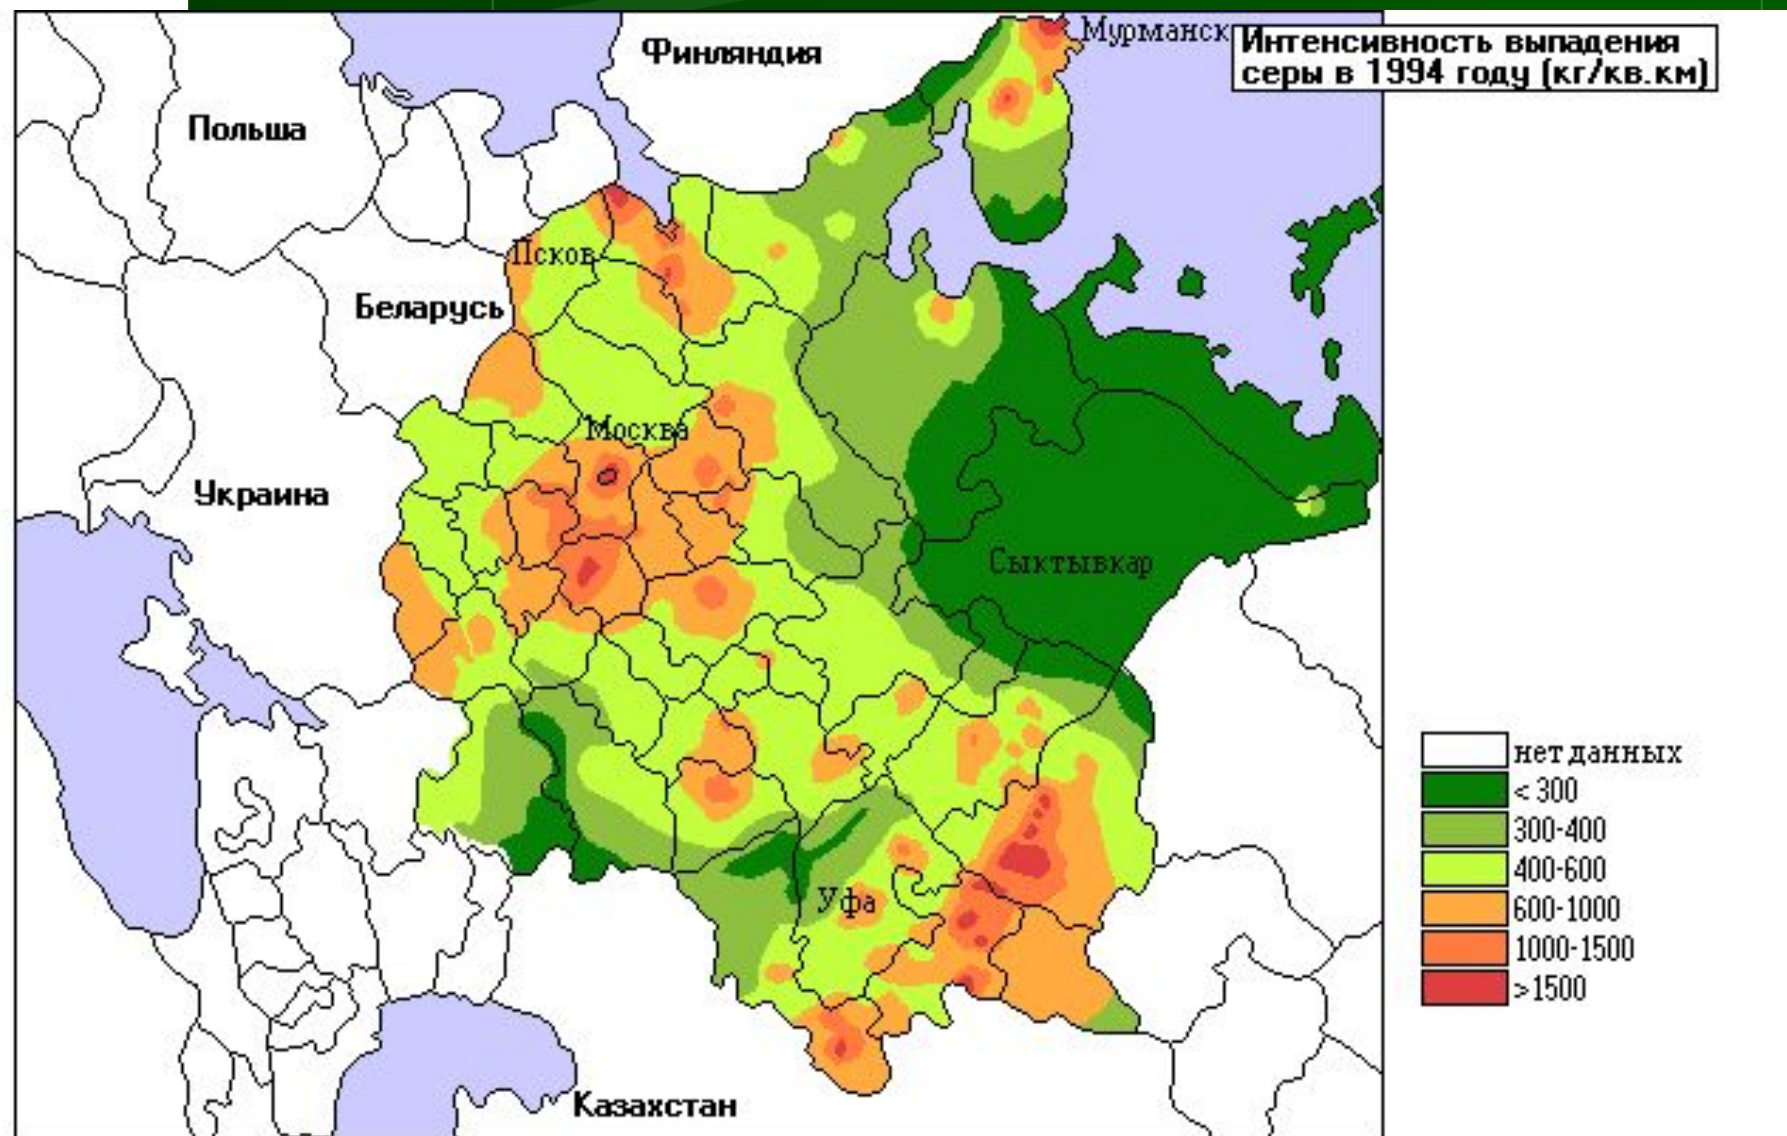 Мурманск
Интенсивность выпадения
серы в 1994 году (кг/кв.км)
Финляндия
Польша
Псков
Беларусь
Москва
Украина
Сыктывкар
Уфа
Казахстан
нет данных
< 300
300-400
400-600
600-1000
1000-1500
>1500